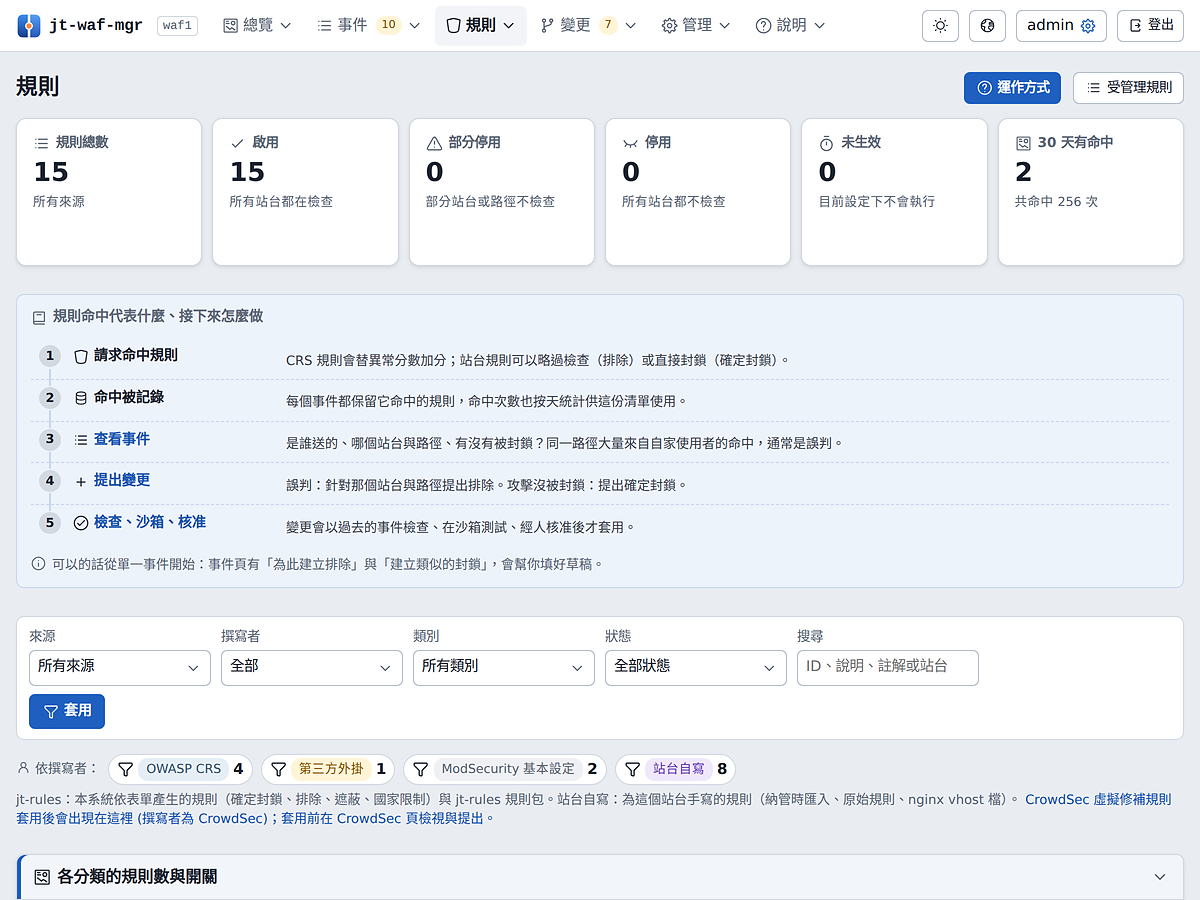 jt-waf-mgr waf1 總覽 事件 10 規則 變更 7 管理 說明 admin 登出
規則
運作方式 受管理規則
規則總數
15
所有來源
啟用
15
所有站台都在檢查
部分停用
0
部分站台或路徑不檢查
停用
0
所有站台都不檢查
未生效
0
目前設定下不會執行
30 天有命中
2
共命中 256 次
規則命中代表什麼、接下來怎麼做
1 請求命中規則 CRS 規則會替異常分數加分；站台規則可以略過檢查（排除）或直接封鎖（確定封鎖）。
2 命中被記錄 每個事件都保留它命中的規則，命中次數也按天統計供這份清單使用。
3 查看事件 是誰送的、哪個站台與路徑、有沒有被封鎖？同一路徑大量來自自家使用者的命中，通常是誤判。
4 提出變更 誤判：針對那個站台與路徑提出排除。攻擊沒被封鎖：提出確定封鎖。
5 檢查、沙箱、核准 變更會以過去的事件檢查、在沙箱測試、經人核准後才套用。
可以的話從單一事件開始：事件頁有「為此建立排除」與「建立類似的封鎖」，會幫你填好草稿。
來源 撰寫者 類別 狀態 搜尋
所有來源 全部 所有類別 全部狀態 ID、說明、註解或站台
套用
依撰寫者： OWASP CRS 4 第三方外掛 1 ModSecurity 基本設定 2 站台自寫 8
jt-rules：本系統依表單產生的規則（確定封鎖、排除、遮蔽、國家限制）與 jt-rules 規則包。站台自寫：為這個站台手寫的規則（納管時匯入、原始規則、nginx vhost 檔）。 CrowdSec 虛擬修補規則
套用後會出現在這裡 (撰寫者為 CrowdSec)；套用前在 CrowdSec 頁檢視與提出。
各分類的規則數與開關